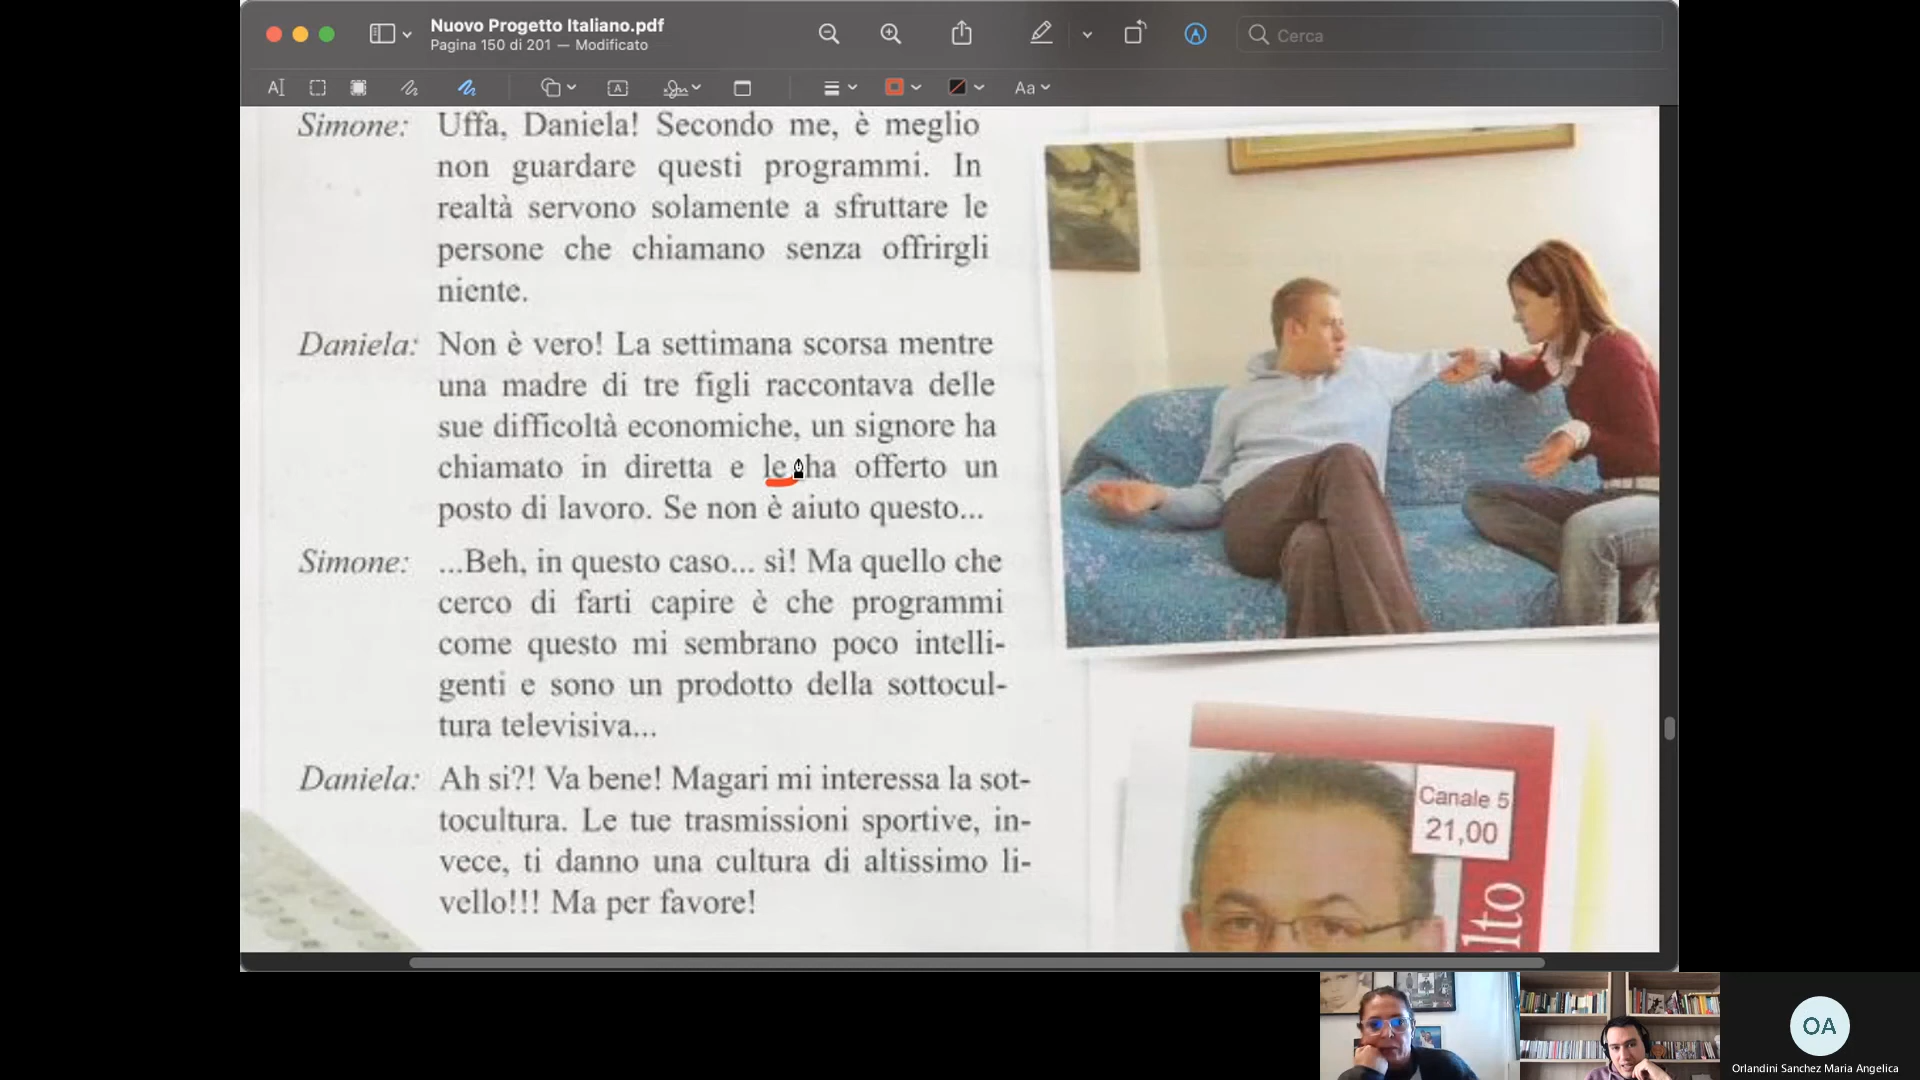 Nuovo Progetto Italiano.pdf
Pagina 150 di 201 — Modificato
Cerca
Aa
Simone: Uffa, Daniela! Secondo me, è meglio
non guardare questi programmi. In
realtà servono solamente a sfruttare le
persone che chiamano senza offrirgli
niente.
Daniela: Non è vero! La settimana scorsa mentre
una madre di tre figli raccontava delle
sue difficoltà economiche, un signore ha
chiamato in diretta e le ha offerto un
posto di lavoro. Se non è aiuto questo...
Simone: ...Beh, in questo caso... sì! Ma quello che
cerco di farti capire è che programmi
come questo mi sembrano poco intelli-
genti e sono un prodotto della sottocul-
tura televisiva...
Daniela: Ah si?! Va bene! Magari mi interessa la sot-
tocultura. Le tue trasmissioni sportive, in-
vece, ti danno una cultura di altissimo li-
vello!!! Ma per favore!
Canale 5
21,00
lto
OA
Orlandini Sanchez Maria Angelica